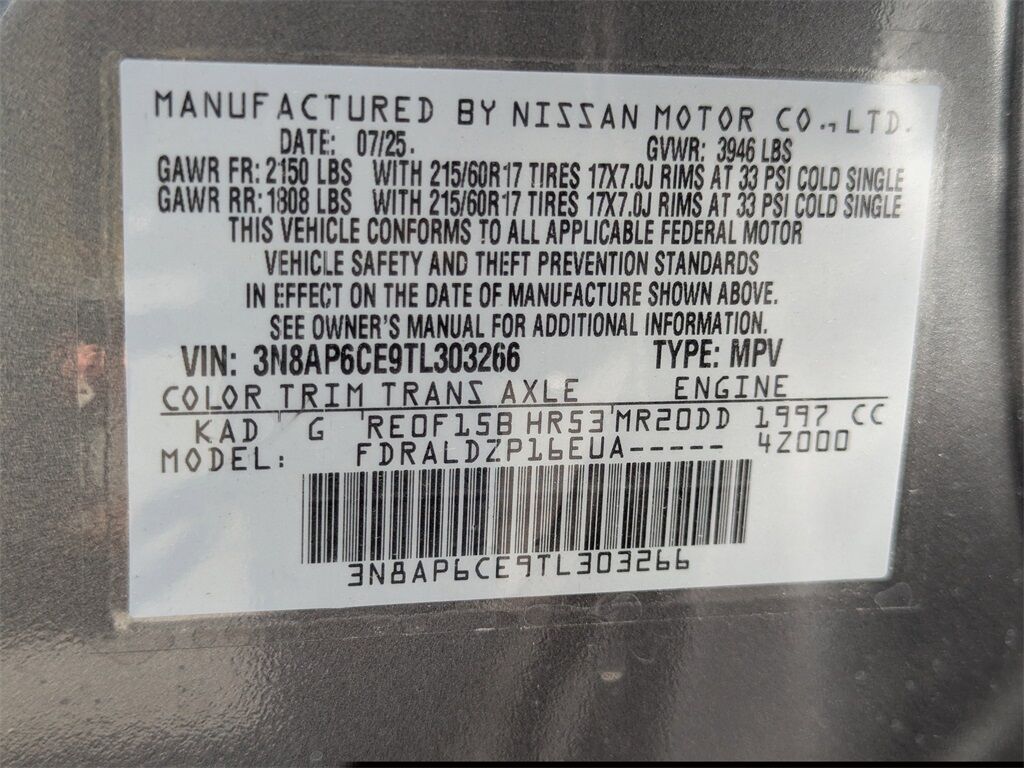 MANUFACTURED BY NISSAN MOTOR CO., LTD.
DATE: 07/25. GVWR: 3946 LBS
GAWR FR: 2150 LBS WITH 215/60R17 TIRES 17X7.0J RIMS AT 33 PSI COLD SINGLE
GAWR RR: 1808 LBS WITH 215/60R17 TIRES 17X7.0J RIMS AT 33 PSI COLD SINGLE
THIS VEHICLE CONFORMS TO ALL APPLICABLE FEDERAL MOTOR
VEHICLE SAFETY AND THEFT PREVENTION STANDARDS
IN EFFECT ON THE DATE OF MANUFACTURE SHOWN ABOVE.
SEE OWNER'S MANUAL FOR ADDITIONAL INFORMATION.
VIN: 3N8AP6CE9TL303266 TYPE: MPV
COLOR TRIM TRANS AXLE ENGINE
KAD G RE0F15B HR53 MR20DD 1997 CC
MODEL: FDRALDZP16EUA----- 4Z000
3N8AP6CE9TL303266